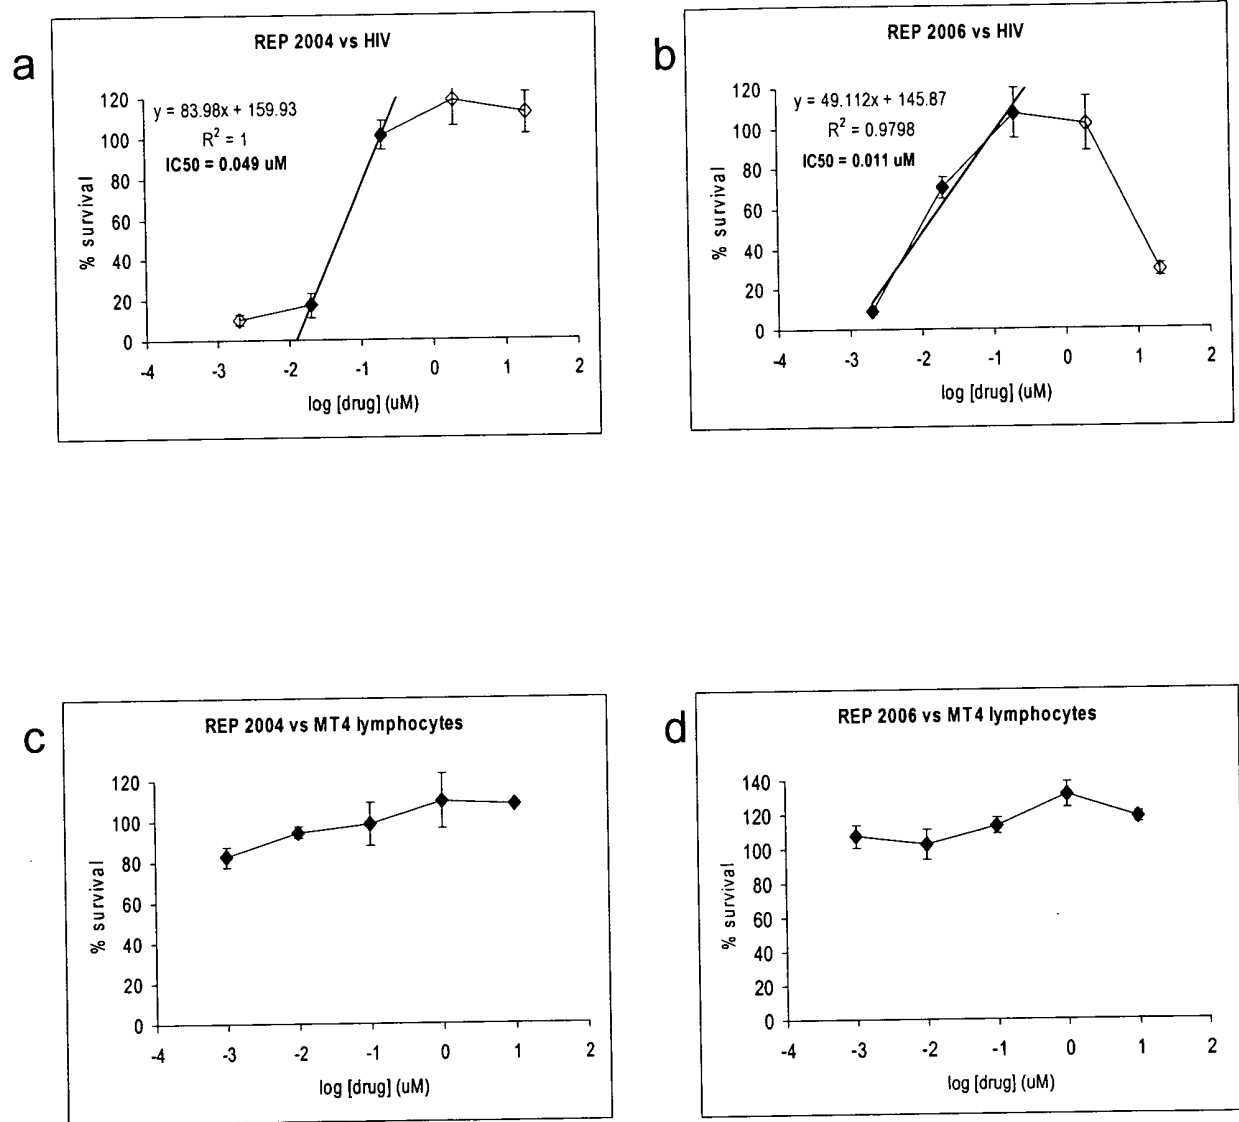 a
REP 2004 vs HIV
y = 83.98x + 159.93
R² = 1
IC50 = 0.049 uM
% survival
120
100
80
60
40
20
0
-4 -3 -2 -1 0 1 2
log [drug] (uM)
b
REP 2006 vs HIV
y = 49.112x + 145.87
R² = 0.9798
IC50 = 0.011 uM
% survival
120
100
80
60
40
20
0
-4 -3 -2 -1 0 1 2
log [drug] (uM)
c
REP 2004 vs MT4 lymphocytes
% survival
120
100
80
60
40
20
0
-4 -3 -2 -1 0 1 2
log [drug] (uM)
d
REP 2006 vs MT4 lymphocytes
% survival
140
120
100
80
60
40
20
0
-4 -3 -2 -1 0 1 2
log [drug] (uM)